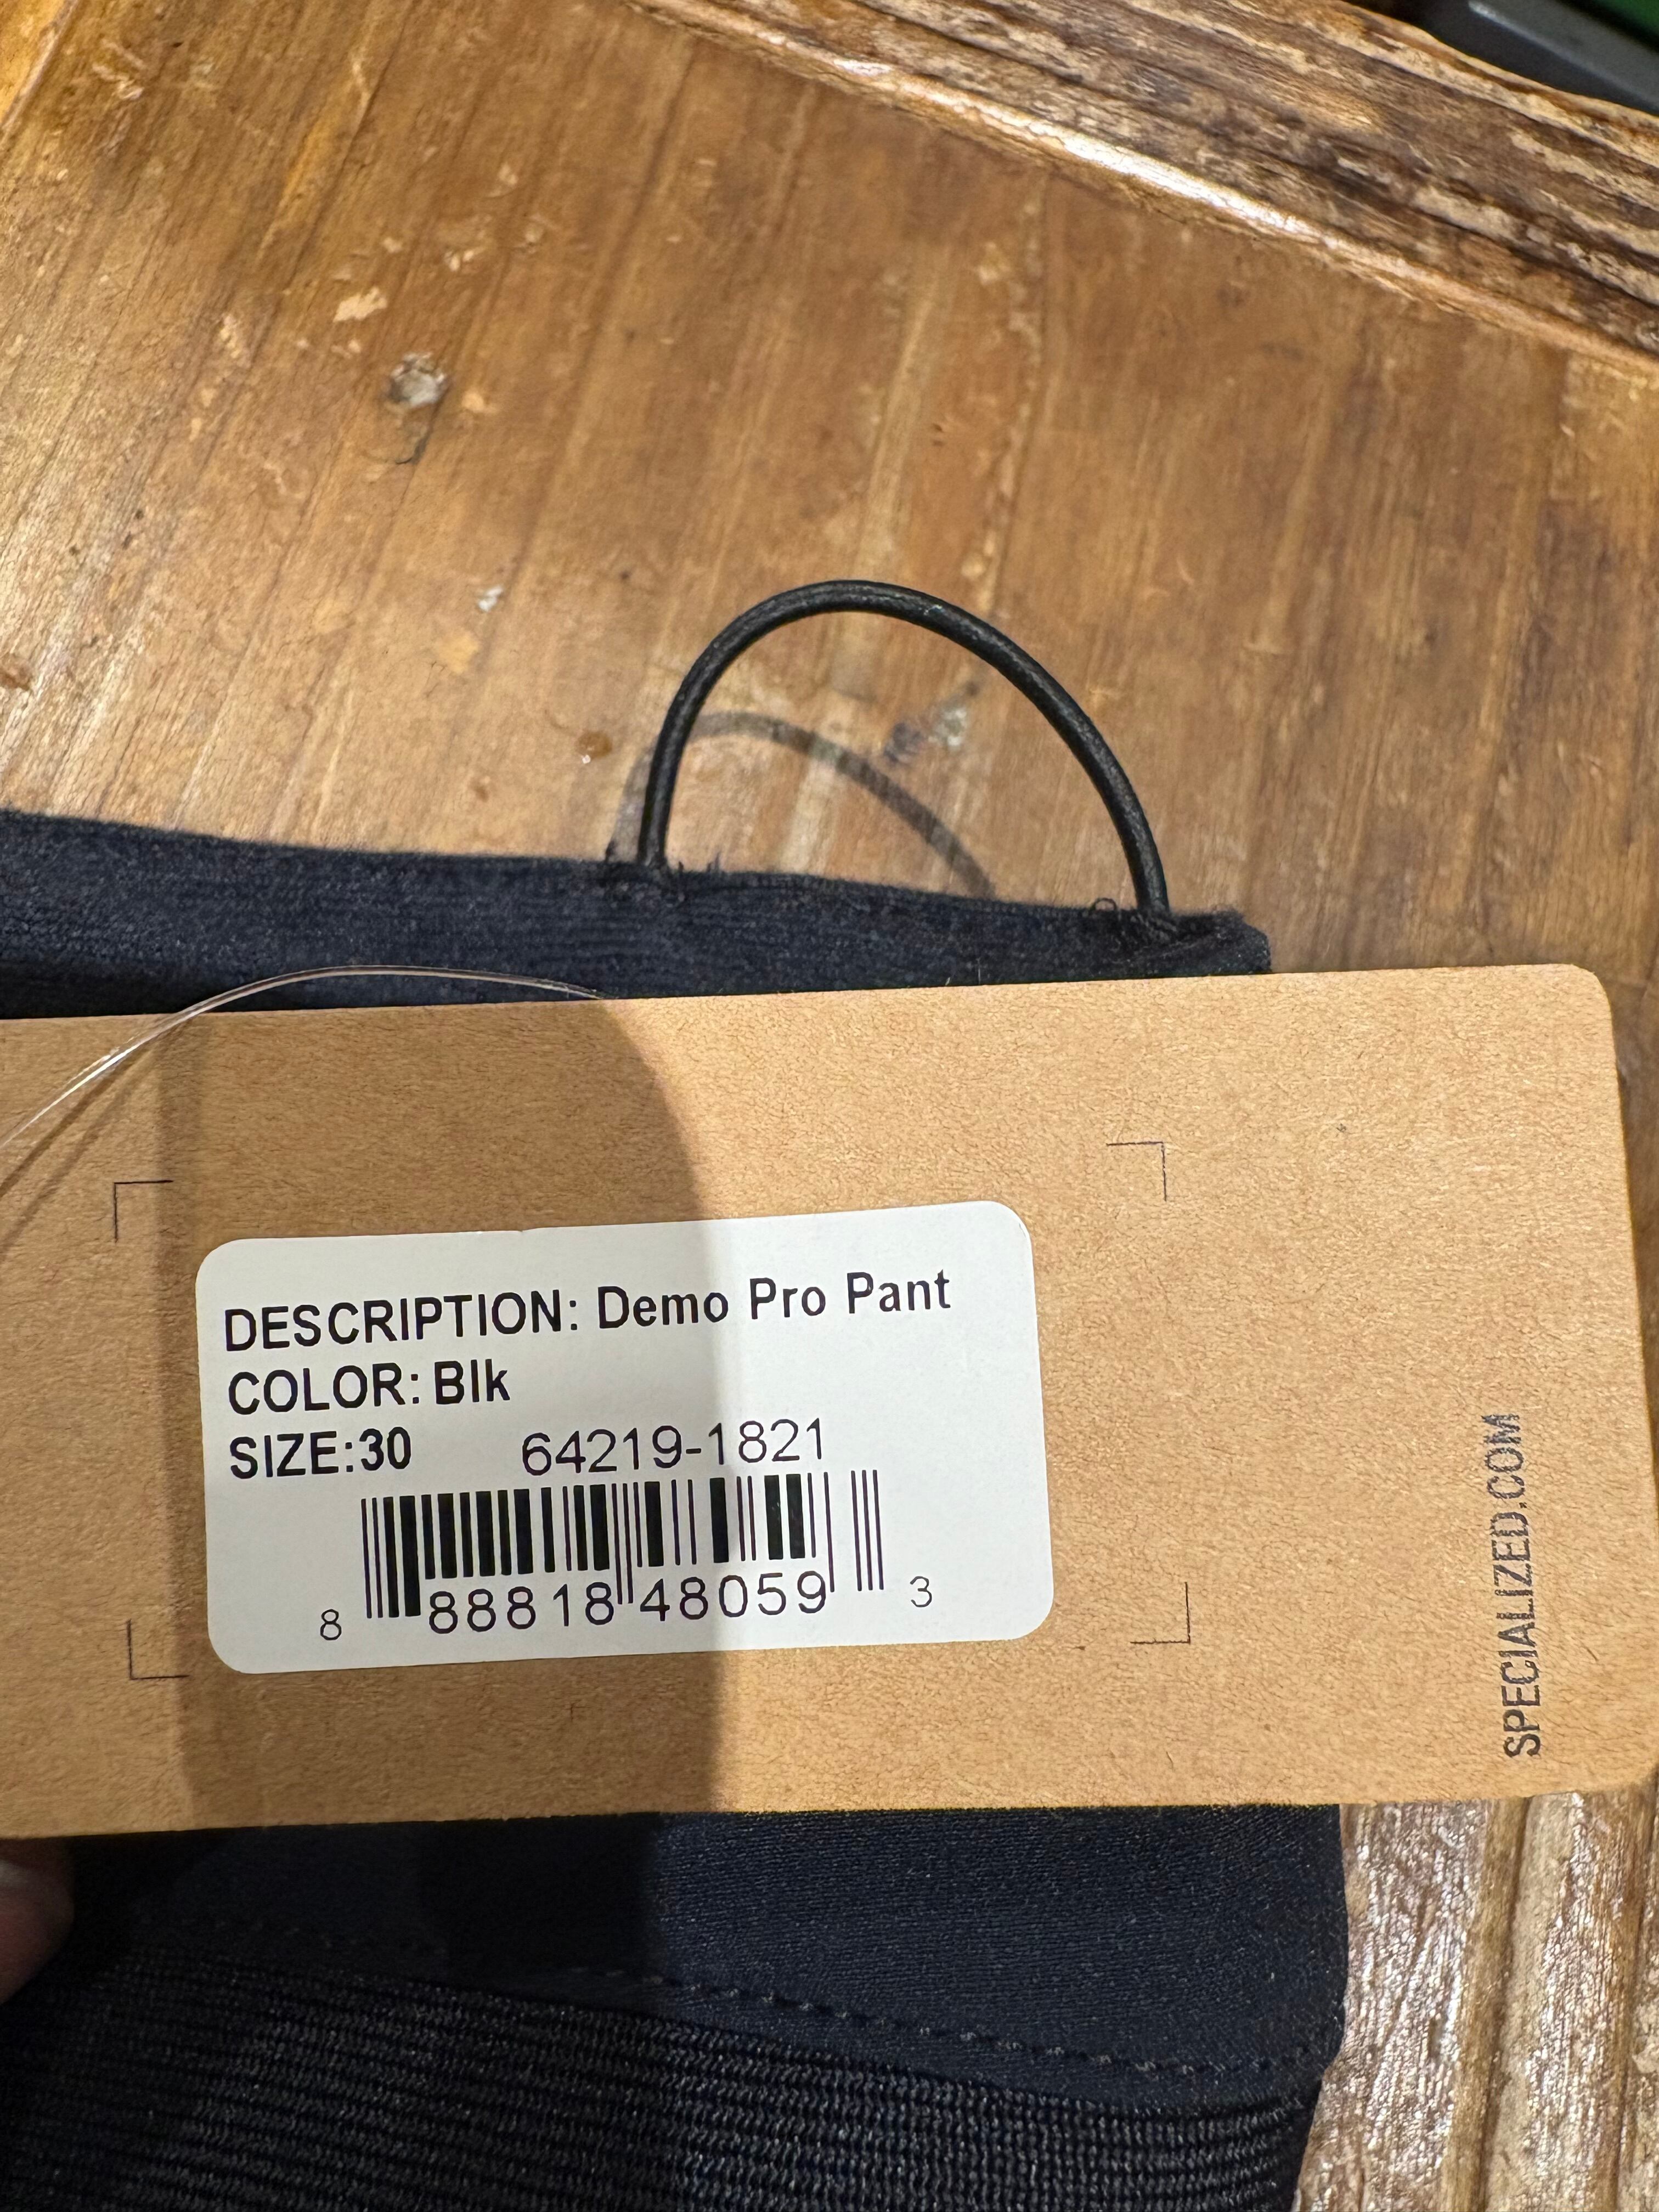 DESCRIPTION: Demo Pro Pant
COLOR: Blk
SIZE:30 64219-1821
8 88818 48059 3
SPECIALIZED.COM